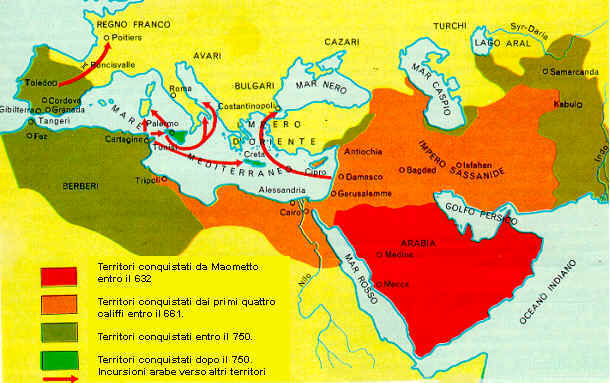 REGNO FRANCO
Poitiers
Roncisvalle
AVARI
CAZARI
TURCHI
Syr-Daria
LAGO ARAL
Toledo
Roma
BULGARI
MAR NERO
MAR CASPIO
Samarcanda
Cordova
Granada
Gibilterra
Tangeri
Costantinopoli
Kabul
MARE
MEDITERRANEO
Palermo
IMPERO
D'ORIENTE
Fez
Cartagine
Tunisi
Creta
Cipro
Antiochia
IMPERO
SASSANIDE
Isfahan
Bagdad
Indo
BERBERI
Tripoli
Damasco
Alessandria
Gerusalemme
Cairo
GOLFO PERSICO
ARABIA
Medina
Mecca
Nilo
MAR ROSSO
OCEANO INDIANO
Territori conquistati da Maometto
entro il 632
Territori conquistati dai primi quattro
califfi entro il 661.
Territori conquistati entro il 750.
Territori conquistati dopo il 750.
Incursioni arabe verso altri territori